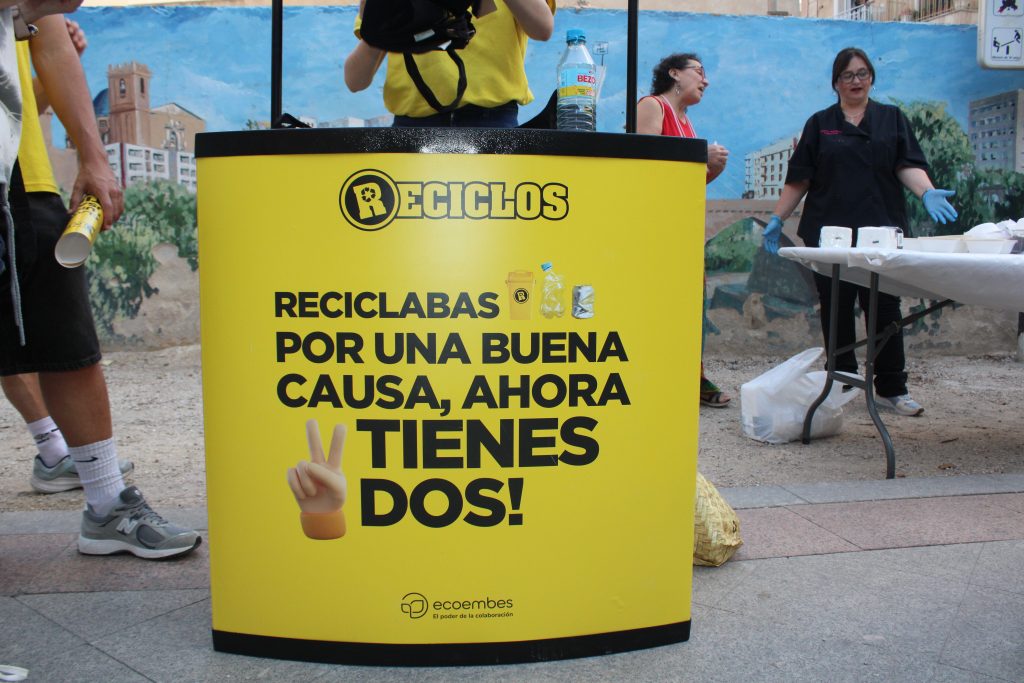 RECICLOS
RECICLABAS
POR UNA BUENA
CAUSA, AHORA
TIENES
DOS!
ecoembes
El poder de la colaboración